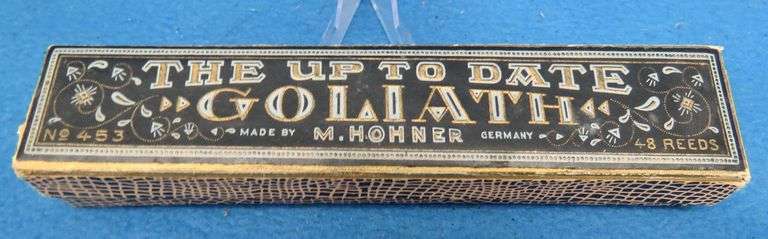 THE UP TO DATE
GOLIATH
Nº 453 MADE BY M. HOHNER GERMANY 48 REEDS